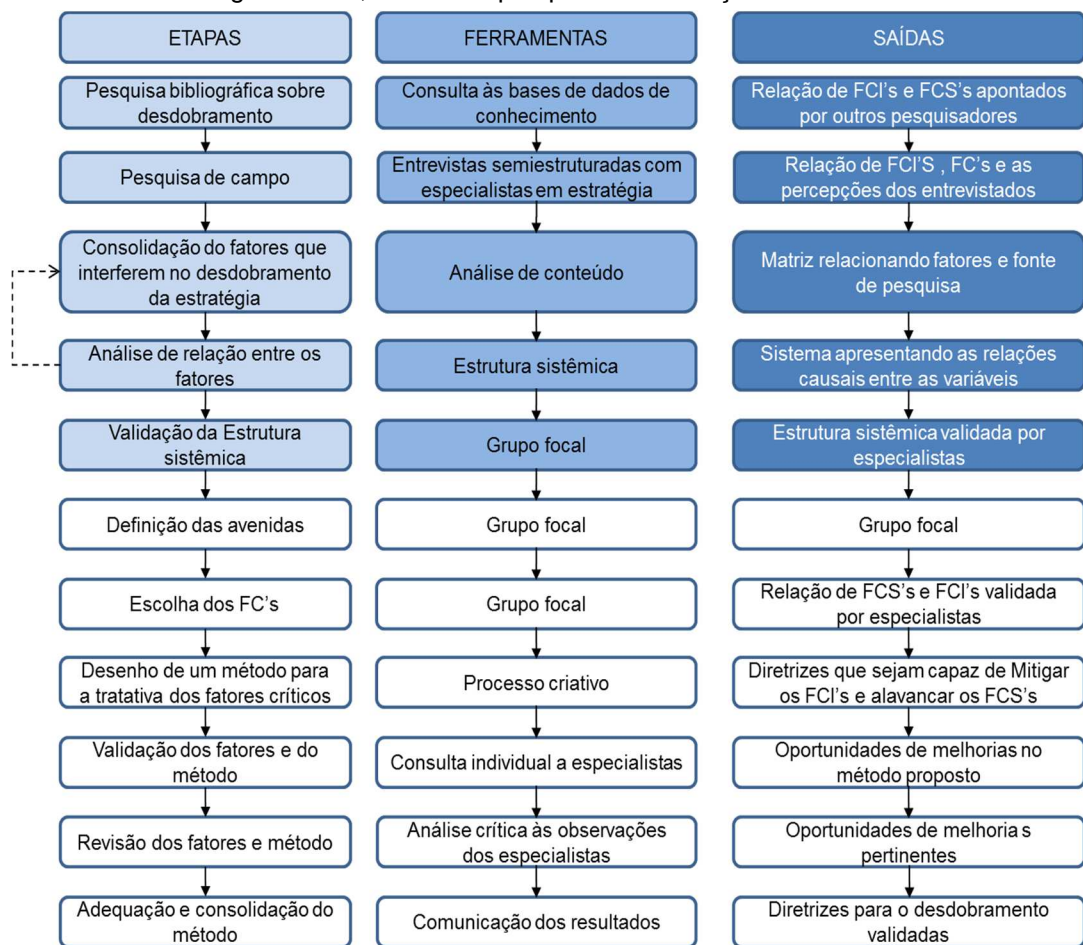 ETAPAS
FERRAMENTAS
SAÍDAS
Pesquisa bibliográfica sobre
desdobramento
Consulta às bases de dados de
conhecimento
Relação de FCI’s e FCS’s apontados
por outros pesquisadores
Pesquisa de campo
Entrevistas semiestruturadas com
especialistas em estratégia
Relação de FCI’S , FC’s e as
percepções dos entrevistados
Consolidação do fatores que
interferem no desdobramento
da estratégia
Análise de conteúdo
Matriz relacionando fatores e fonte
de pesquisa
Análise de relação entre os
fatores
Estrutura sistêmica
Sistema apresentando as relações
causais entre as variáveis
Validação da Estrutura
sistêmica
Grupo focal
Estrutura sistêmica validada por
especialistas
Definição das avenidas
Grupo focal
Grupo focal
Escolha dos FC’s
Grupo focal
Relação de FCS’s e FCI’s validada
por especialistas
Desenho de um método para
a tratativa dos fatores críticos
Processo criativo
Diretrizes que sejam capaz de Mitigar
os FCI’s e alavancar os FCS’s
Validação dos fatores e do
método
Consulta individual a especialistas
Oportunidades de melhorias no
método proposto
Revisão dos fatores e método
Análise crítica às observações
dos especialistas
Oportunidades de melhoria s
pertinentes
Adequação e consolidação do
método
Comunicação dos resultados
Diretrizes para o desdobramento
validadas